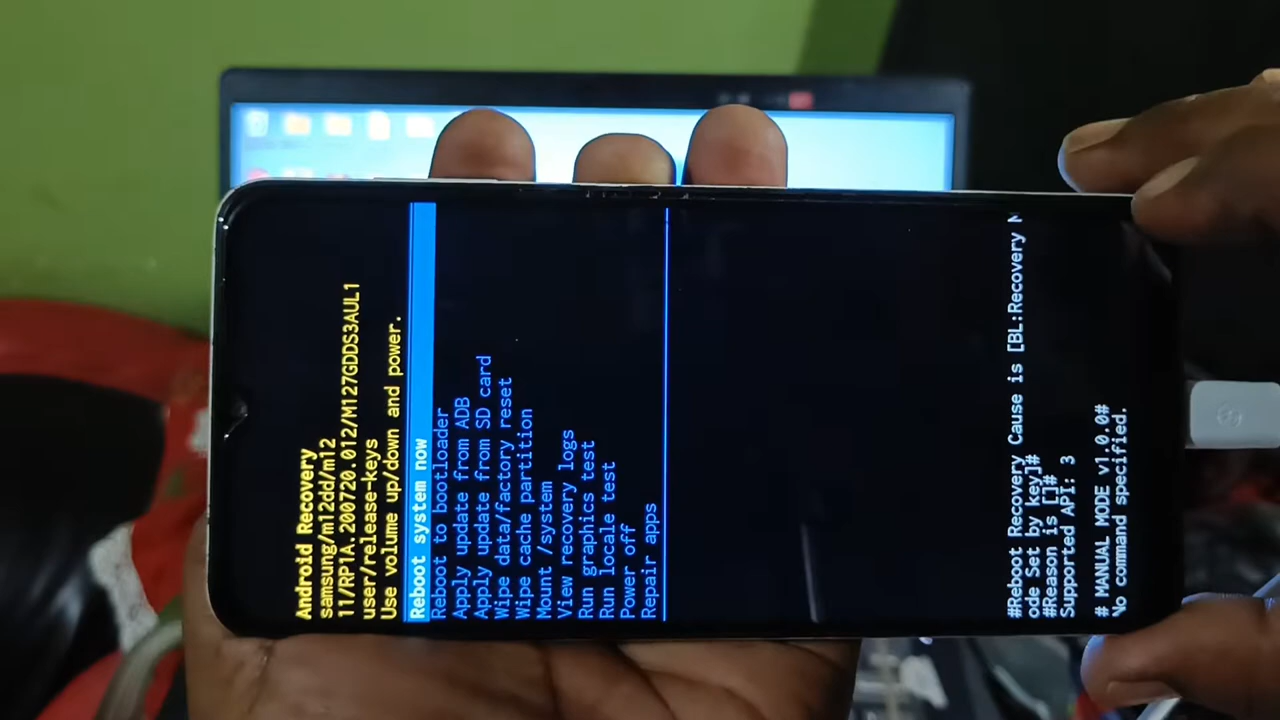 Android Recovery
samsung/m12dd/m12
11/RP1A.200720.012/M127GDDS3AUL1
user/release-keys
Use volume up/down and power.
Reboot system now
Reboot to bootloader
Apply update from ADB
Apply update from SD card
Wipe data/factory reset
Wipe cache partition
Mount /system
View recovery logs
Run graphics test
Run locale test
Power off
Repair apps
#Reboot Recovery Cause is [BL:Recovery M
ode Set by key]#
#Reason is []#
Supported API: 3
# MANUAL MODE v1.0.0#
No command specified.